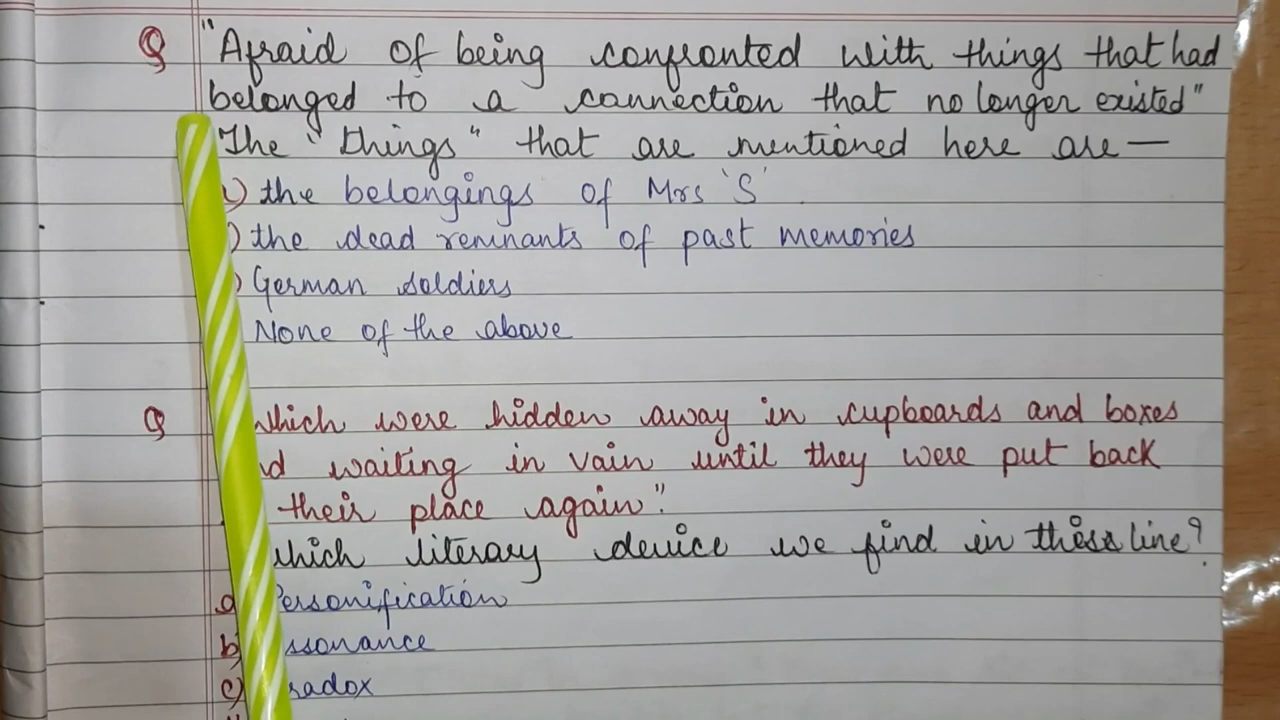 Q "Afraid of being confronted with things that had
belonged to a connection that no longer existed"
The "things" that are mentioned here are —
) the belongings of Mrs 'S'
) the dead remnants of past memories
) German soldiers
None of the above
Q which were hidden away in cupboards and boxes
waiting in vain until they were put back
their place again."
which literary device we find in these line?
a ersonification
b) ssonance
c) radox